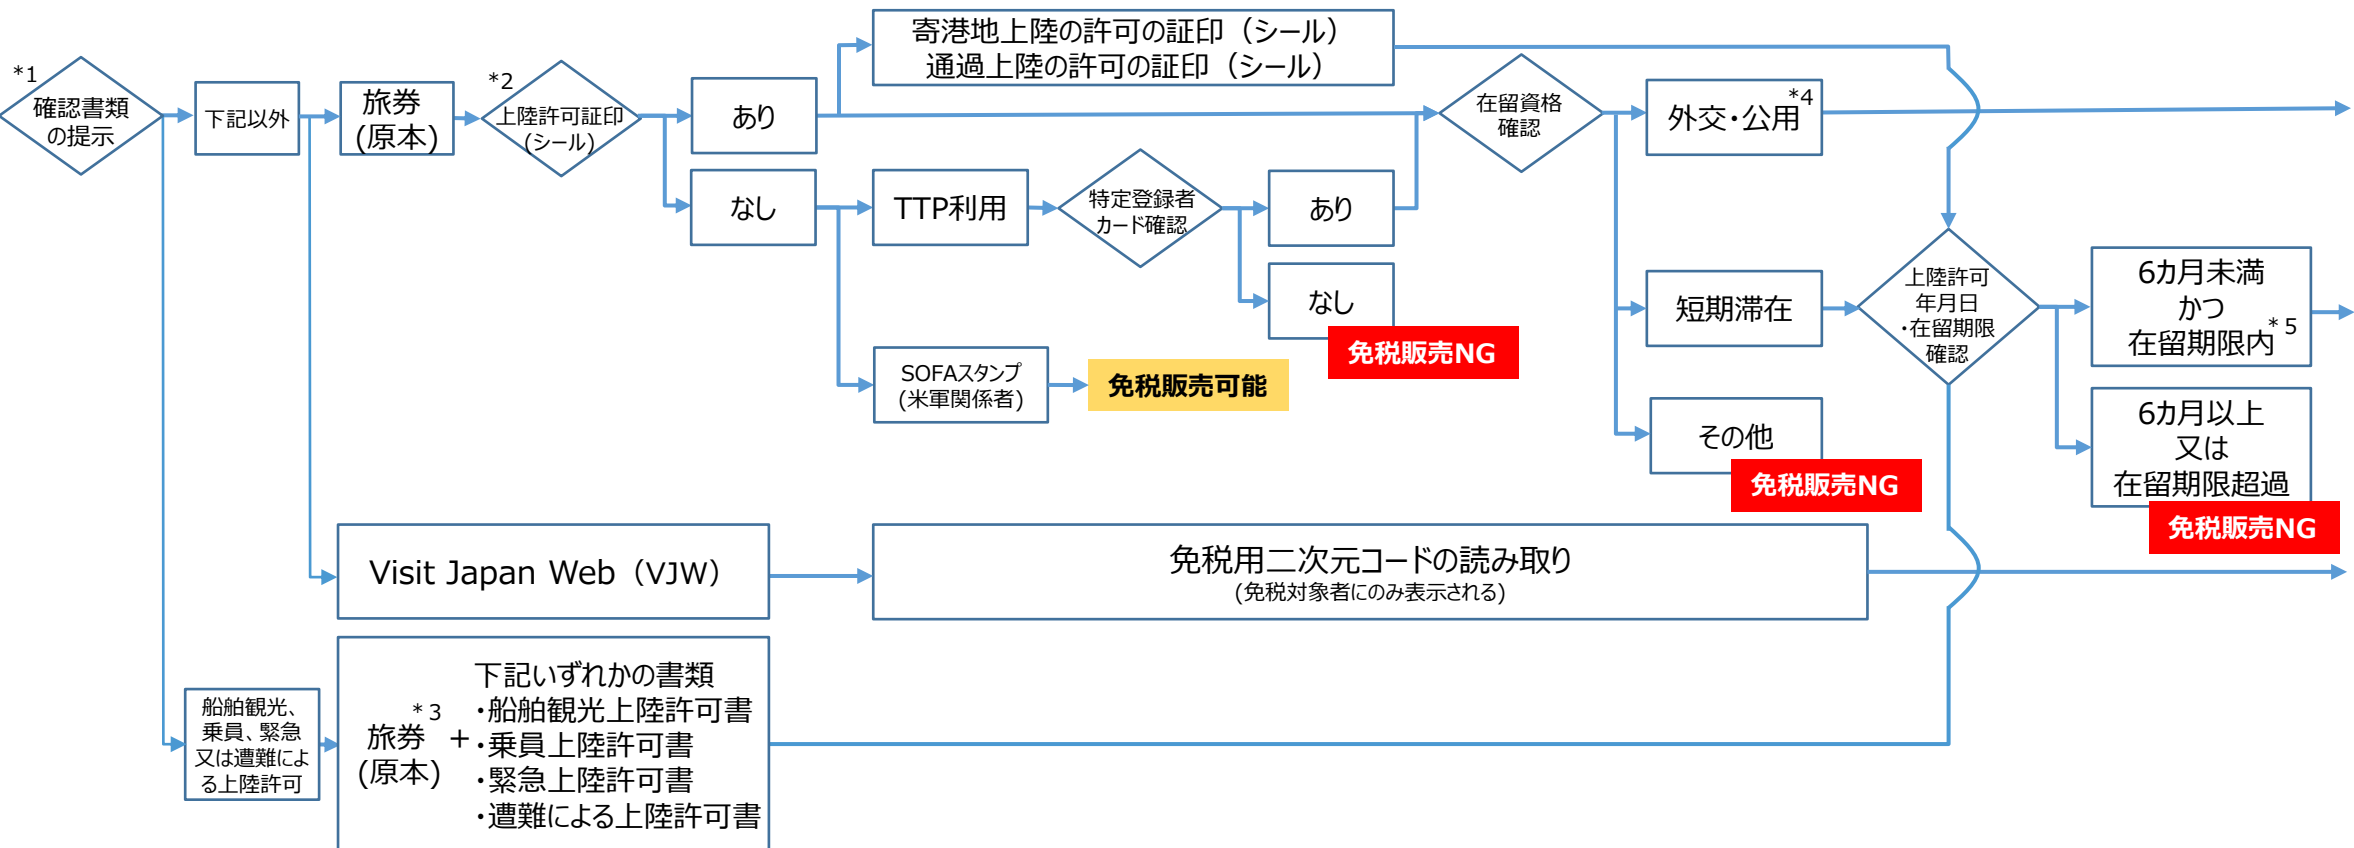 *1
確認書類
の提示
下記以外
旅券
(原本)
*2
上陸許可証印
(シール)
あり
なし
寄港地上陸の許可の証印（シール）
通過上陸の許可の証印（シール）
TTP利用
特定登録者
カード確認
あり
なし
免税販売NG
SOFAスタンプ
(米軍関係者)
免税販売可能
在留資格
確認
外交・公用
*4
短期滞在
その他
免税販売NG
上陸許可
年月日
・在留期限
確認
6カ月未満
かつ
在留期限内
*5
6カ月以上
又は
在留期限超過
免税販売NG
Visit Japan Web（VJW）
免税用二次元コードの読み取り
(免税対象者にのみ表示される)
船舶観光、
乗員、緊急
又は遭難によ
る上陸許可
*3
旅券
(原本)
+
下記いずれかの書類
・船舶観光上陸許可書
・乗員上陸許可書
・緊急上陸許可書
・遭難による上陸許可書